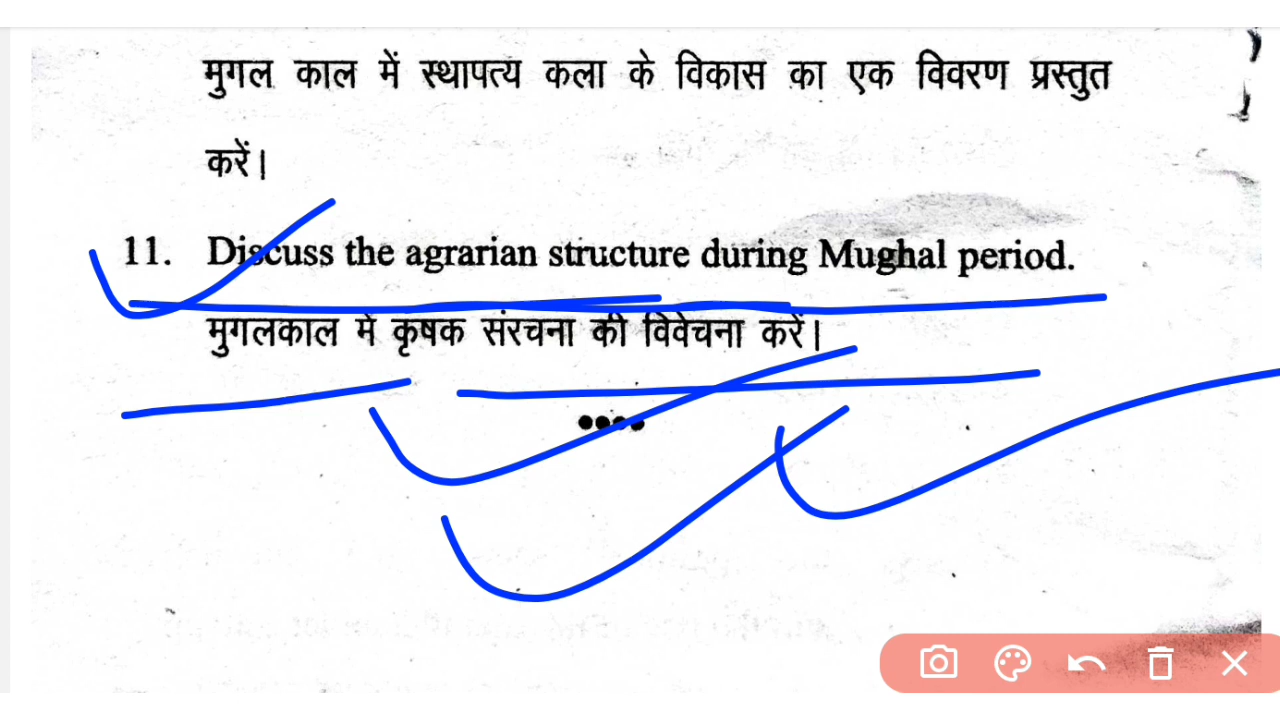 मुगल काल में स्थापत्य कला के विकास का एक विवरण प्रस्तुत
करें।
11. Discuss the agrarian structure during Mughal period.
मुगलकाल में कृषक संरचना की विवेचना करें।